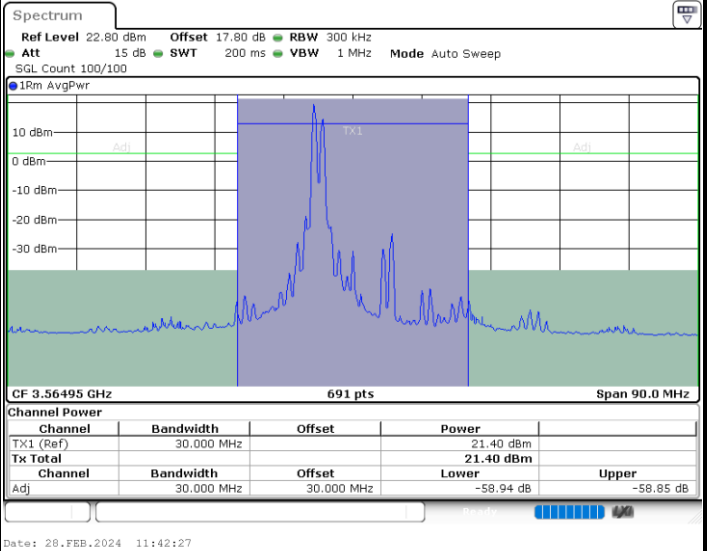 Spectrum
Ref Level 22.80 dBm Offset 17.80 dB RBW 300 kHz
Att 15 dB SWT 200 ms VBW 1 MHz Mode Auto Sweep
SGL Count 100/100
1Rm AvgPwr
10 dBm
TX1
Adj Adj
0 dBm
-10 dBm
-20 dBm
-30 dBm
CF 3.56495 GHz 691 pts Span 90.0 MHz
Channel Power
Channel Bandwidth Offset Power
TX1 (Ref) 30.000 MHz 21.40 dBm
Tx Total 21.40 dBm
Channel Bandwidth Offset Lower Upper
Adj 30.000 MHz 30.000 MHz -58.94 dB -58.85 dB
Ready
Date: 28.FEB.2024 11:42:27